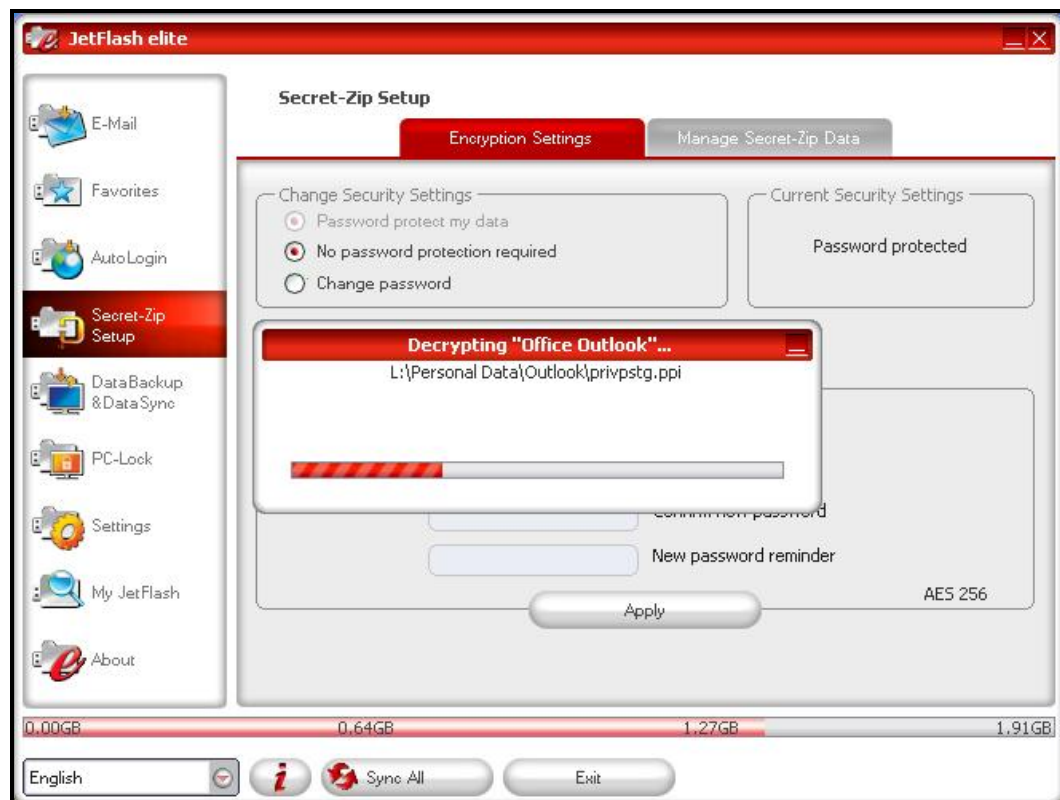 JetFlash elite
E-Mail
Favorites
AutoLogin
Secret-Zip
Setup
DataBackup
&DataSync
PC-Lock
Settings
My JetFlash
About
Secret-Zip Setup
Encryption Settings
Manage Secret-Zip Data
Change Security Settings
Password protect my data
No password protection required
Change password
Current Security Settings
Password protected
Decrypting "Office Outlook"...
L:\Personal Data\Outlook\privpstg.ppi
Confirm new password
New password reminder
AES 256
Apply
0.00GB 0.64GB 1.27GB 1.91GB
English
i
Sync All
Exit